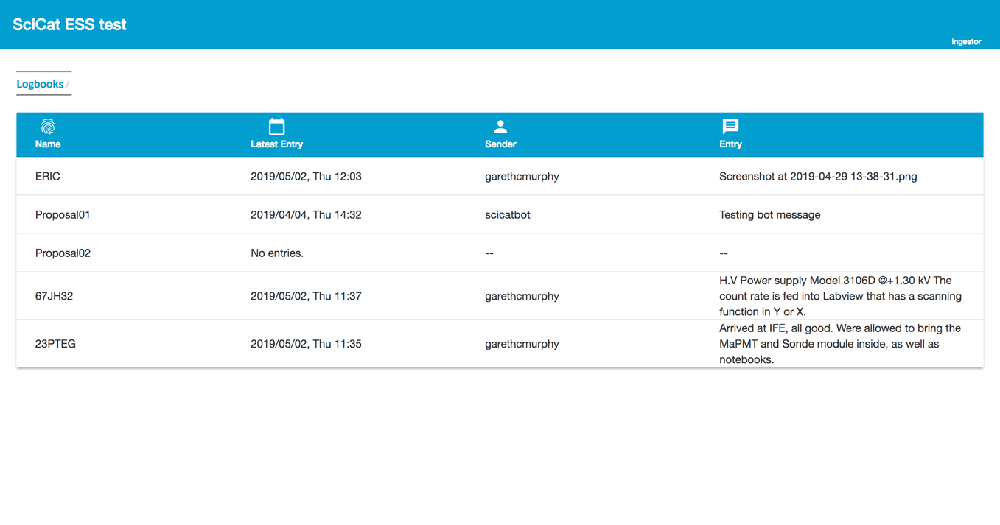 SciCat ESS test
ingestor
Logbooks /
Name Latest Entry Sender Entry
ERIC 2019/05/02, Thu 12:03 garethcmurphy Screenshot at 2019-04-29 13-38-31.png
Proposal01 2019/04/04, Thu 14:32 scicatbot Testing bot message
Proposal02 No entries. -- --
67JH32 2019/05/02, Thu 11:37 garethcmurphy H.V Power supply Model 3106D @+1.30 kV The
count rate is fed into Labview that has a scanning
function in Y or X.
23PTEG 2019/05/02, Thu 11:35 garethcmurphy Arrived at IFE, all good. Were allowed to bring the
MaPMT and Sonde module inside, as well as
notebooks.